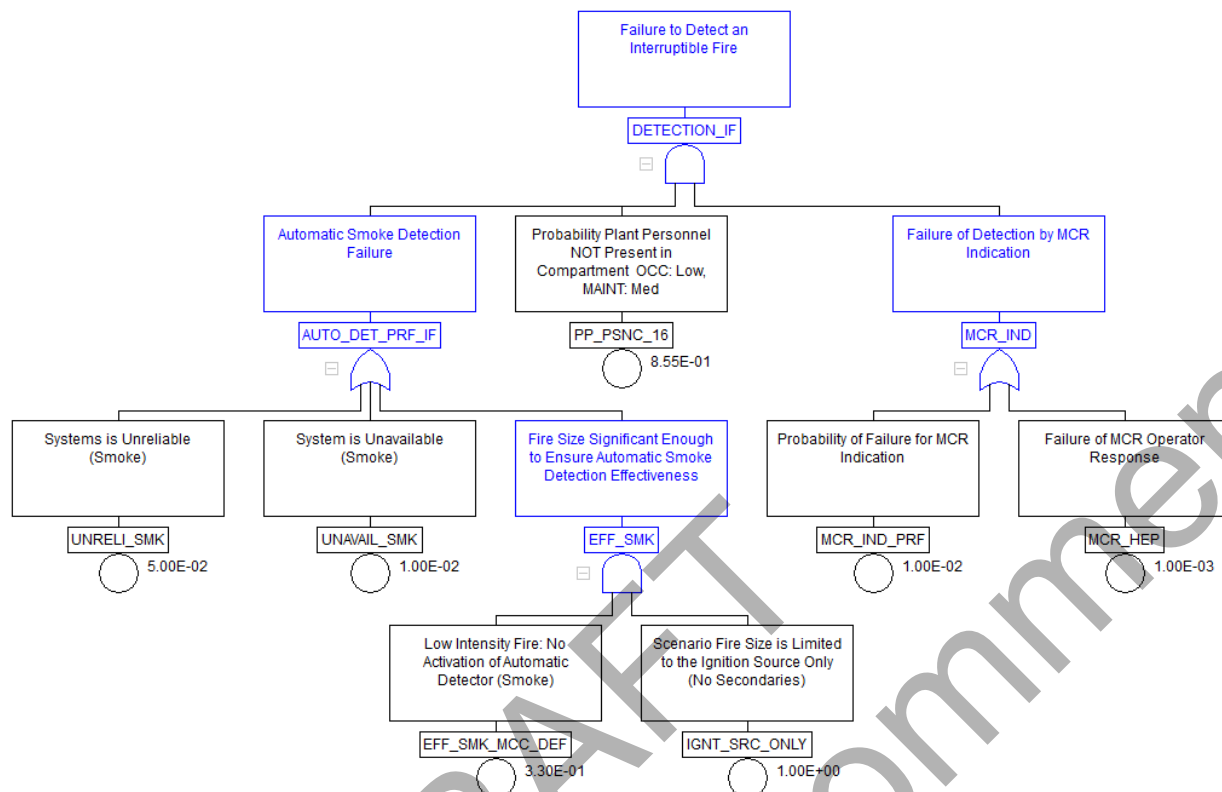 Failure to Detect an
Interruptible Fire
DETECTION_IF
Automatic Smoke Detection
Failure
AUTO_DET_PRF_IF
Probability Plant Personnel
NOT Present in
Compartment OCC: Low,
MAINT: Med
PP_PSNC_16
8.55E-01
Failure of Detection by MCR
Indication
MCR_IND
Systems is Unreliable
(Smoke)
UNRELI_SMK
5.00E-02
System is Unavailable
(Smoke)
UNAVAIL_SMK
1.00E-02
Fire Size Significant Enough
to Ensure Automatic Smoke
Detection Effectiveness
EFF_SMK
Probability of Failure for MCR
Indication
MCR_IND_PRF
1.00E-02
Failure of MCR Operator
Response
MCR_HEP
1.00E-03
Low Intensity Fire: No
Activation of Automatic
Detector (Smoke)
EFF_SMK_MCC_DEF
3.30E-01
Scenario Fire Size is Limited
to the Ignition Source Only
(No Secondaries)
IGNT_SRC_ONLY
1.00E+00